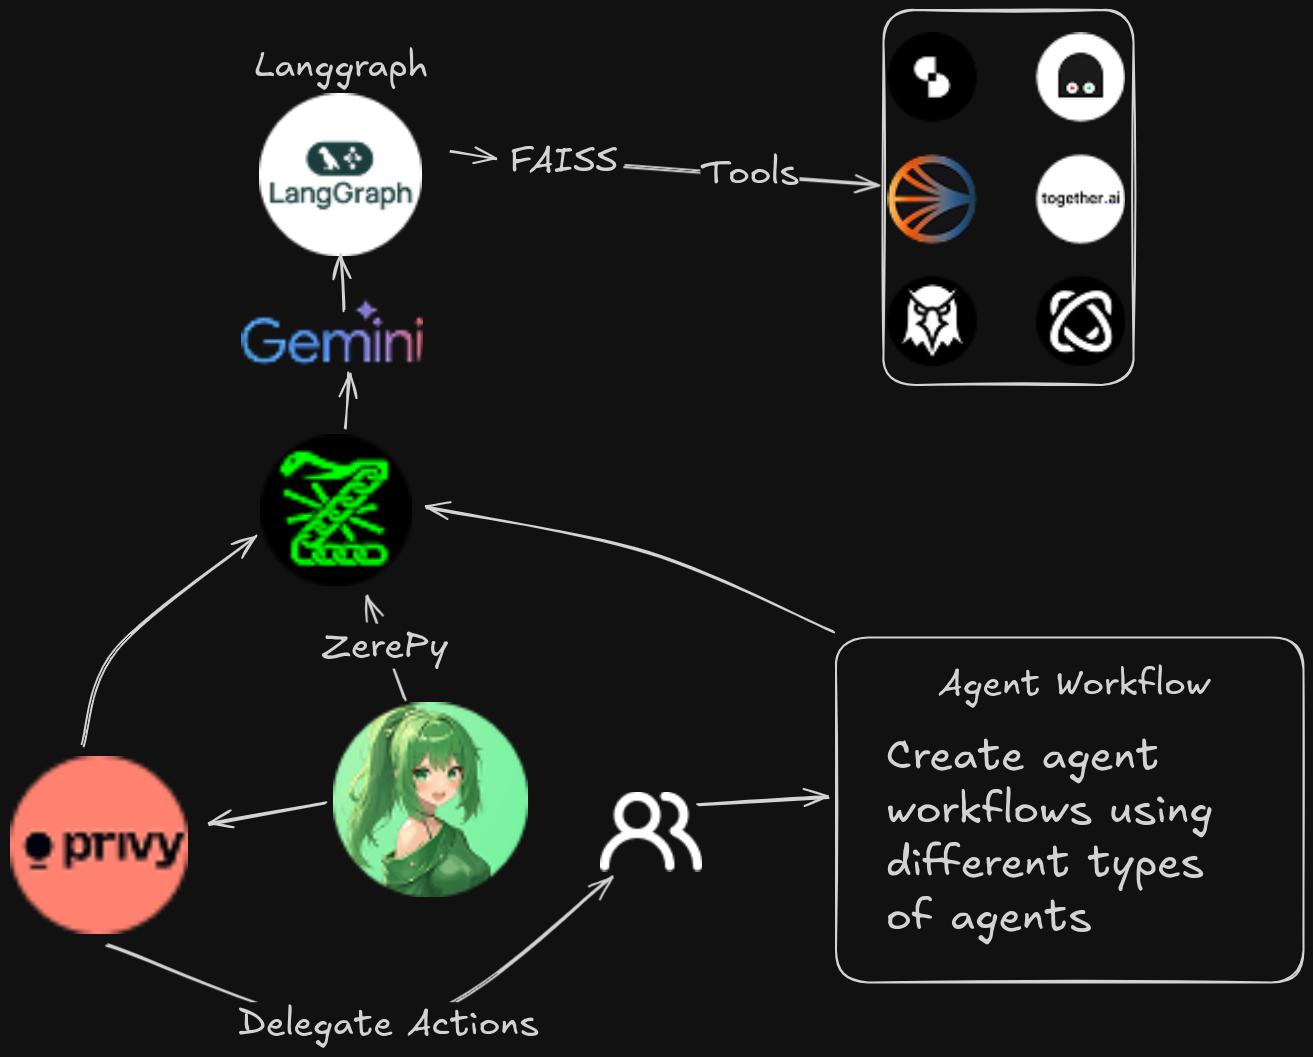 Langgraph
LangGraph
FAISS
Tools
together.ai
Gemini
ZerePy
privy
Delegate Actions
Agent Workflow
Create agent
workflows using
different types
of agents